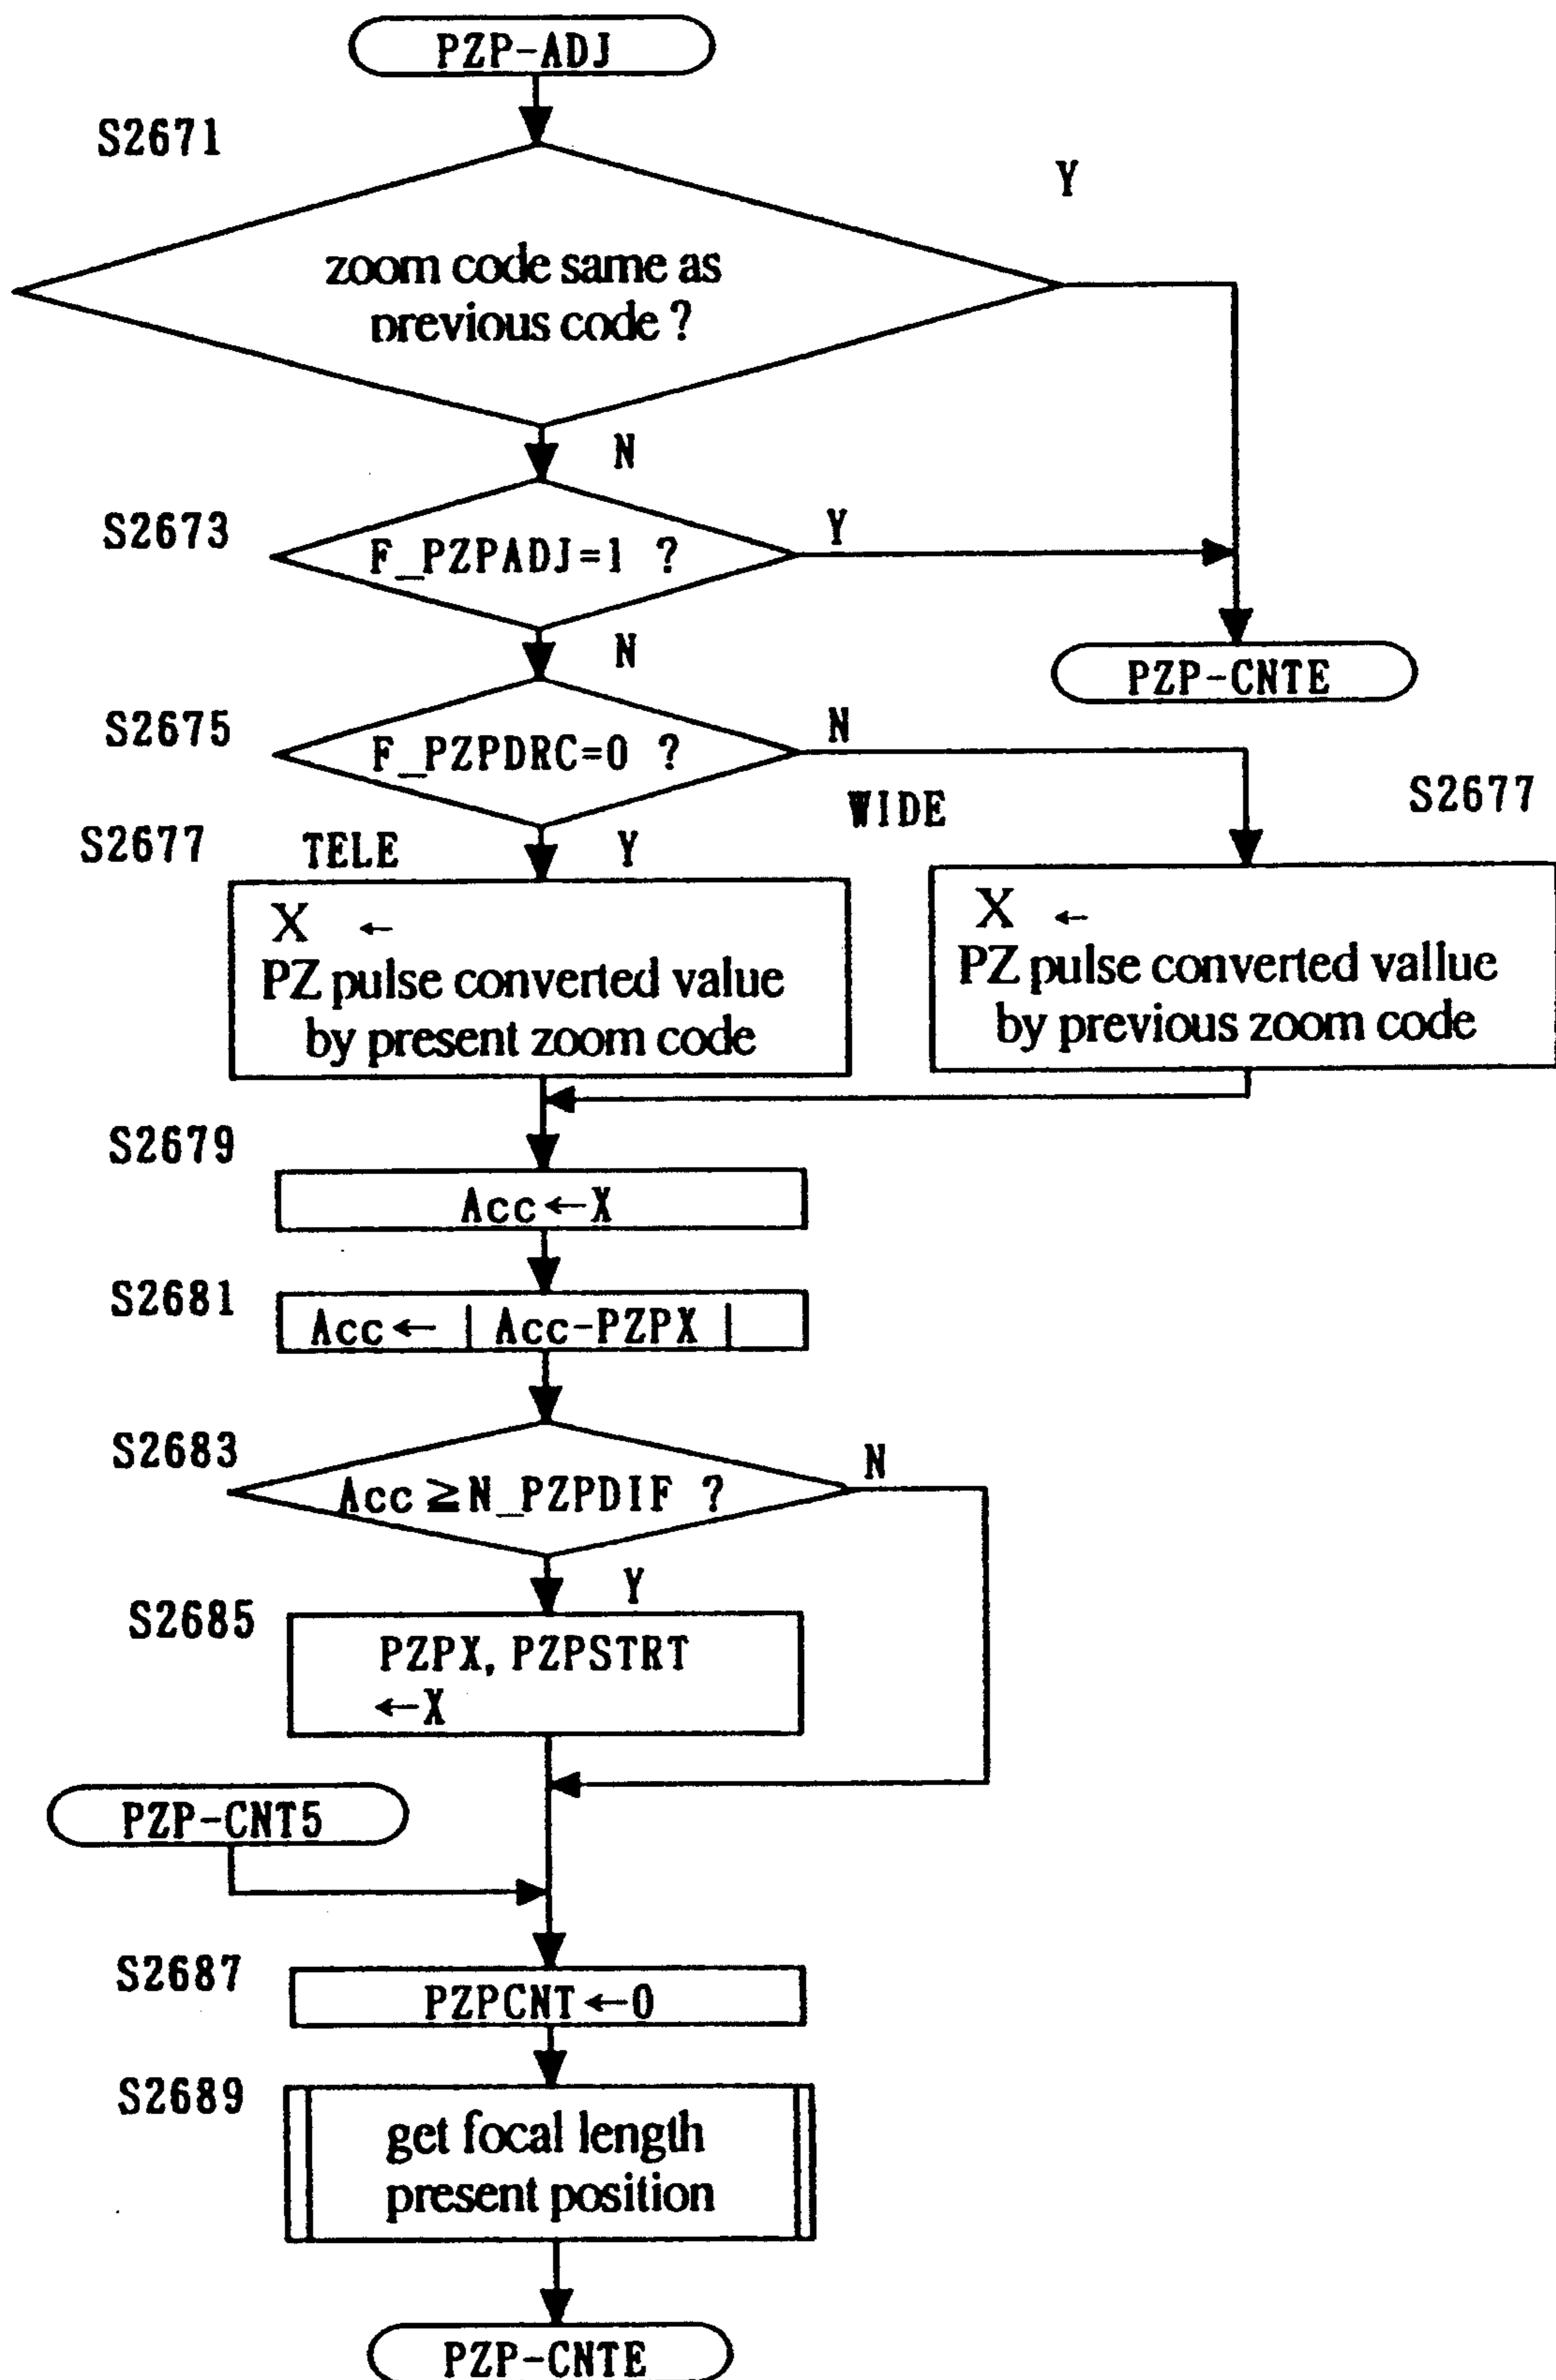 PZP-ADJ
S2671
Y
zoom code same as
previous code ?
N
S2673
F_PZPADJ=1 ?
Y
N
PZP-CNTE
S2675
F_PZPDRC=0 ?
N
WIDE
S2677
S2677
TELE
Y
X ←
PZ pulse converted value
by present zoom code
X ←
PZ pulse converted vallue
by previous zoom code
S2679
Acc←X
S2681
Acc← | Acc-PZPX |
S2683
Acc≧N_PZPDIF ?
N
Y
S2685
PZPX, PZPSTRT
←X
PZP-CNT5
S2687
PZPCNT←0
S2689
get focal length
present position
PZP-CNTE